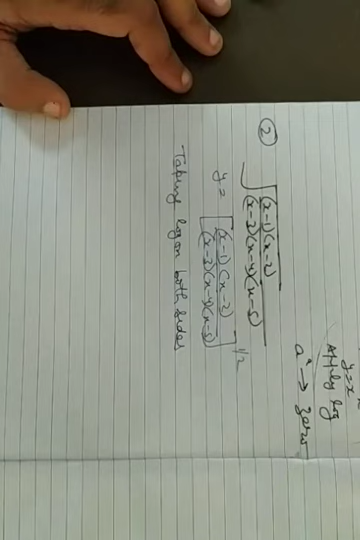 y = x
Apply log
a° → zero
② √(x-1)(x-2) / (x-3)(x-4)(x-5)
y = [(x-1)(x-2) / (x-3)(x-4)(x-5)]^1/2
Taking log on both sides